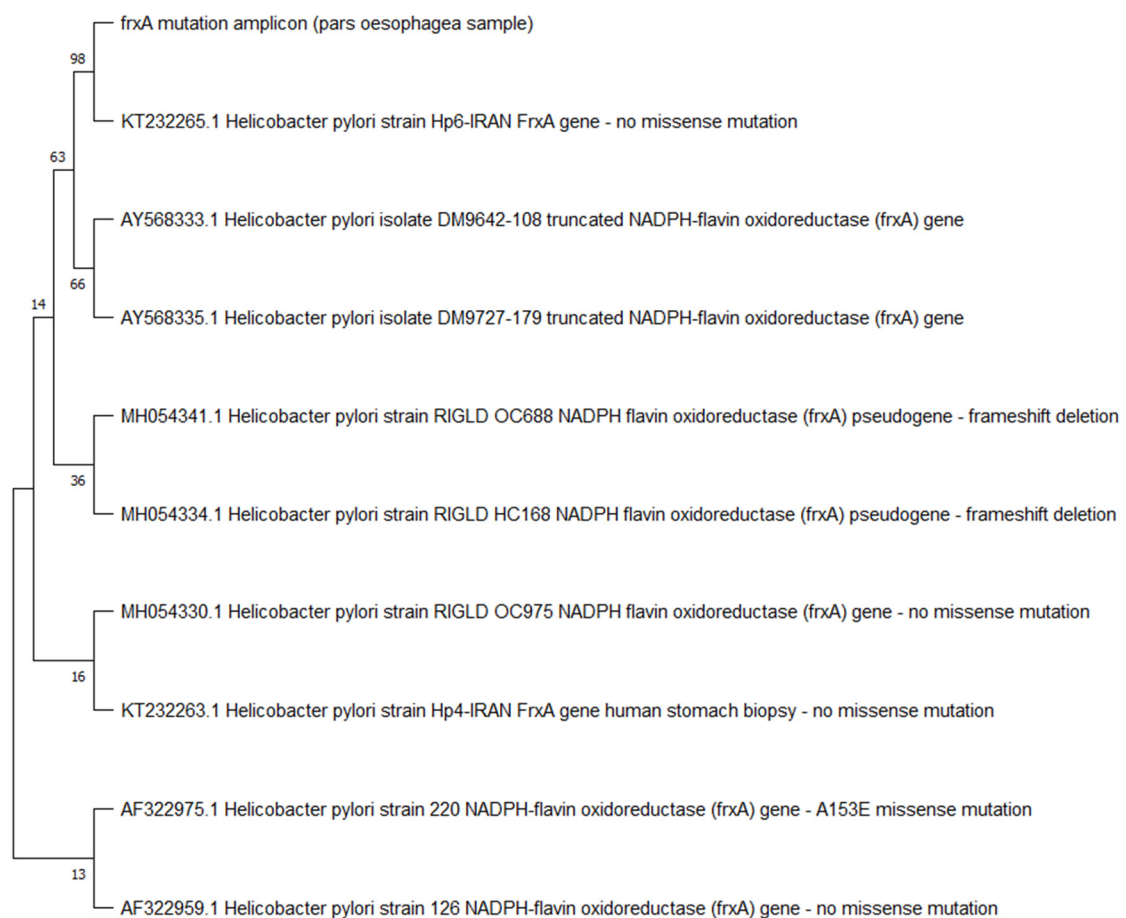 frxA mutation amplicon (pars oesophagea sample)
98
KT232265.1 Helicobacter pylori strain Hp6-IRAN FrxA gene - no missense mutation
63
AY568333.1 Helicobacter pylori isolate DM9642-108 truncated NADPH-flavin oxidoreductase (frxA) gene
66
14
AY568335.1 Helicobacter pylori isolate DM9727-179 truncated NADPH-flavin oxidoreductase (frxA) gene
MH054341.1 Helicobacter pylori strain RIGLD OC688 NADPH flavin oxidoreductase (frxA) pseudogene - frameshift deletion
36
MH054334.1 Helicobacter pylori strain RIGLD HC168 NADPH flavin oxidoreductase (frxA) pseudogene - frameshift deletion
MH054330.1 Helicobacter pylori strain RIGLD OC975 NADPH flavin oxidoreductase (frxA) gene - no missense mutation
16
KT232263.1 Helicobacter pylori strain Hp4-IRAN FrxA gene human stomach biopsy - no missense mutation
AF322975.1 Helicobacter pylori strain 220 NADPH-flavin oxidoreductase (frxA) gene - A153E missense mutation
13
AF322959.1 Helicobacter pylori strain 126 NADPH-flavin oxidoreductase (frxA) gene - no missense mutation